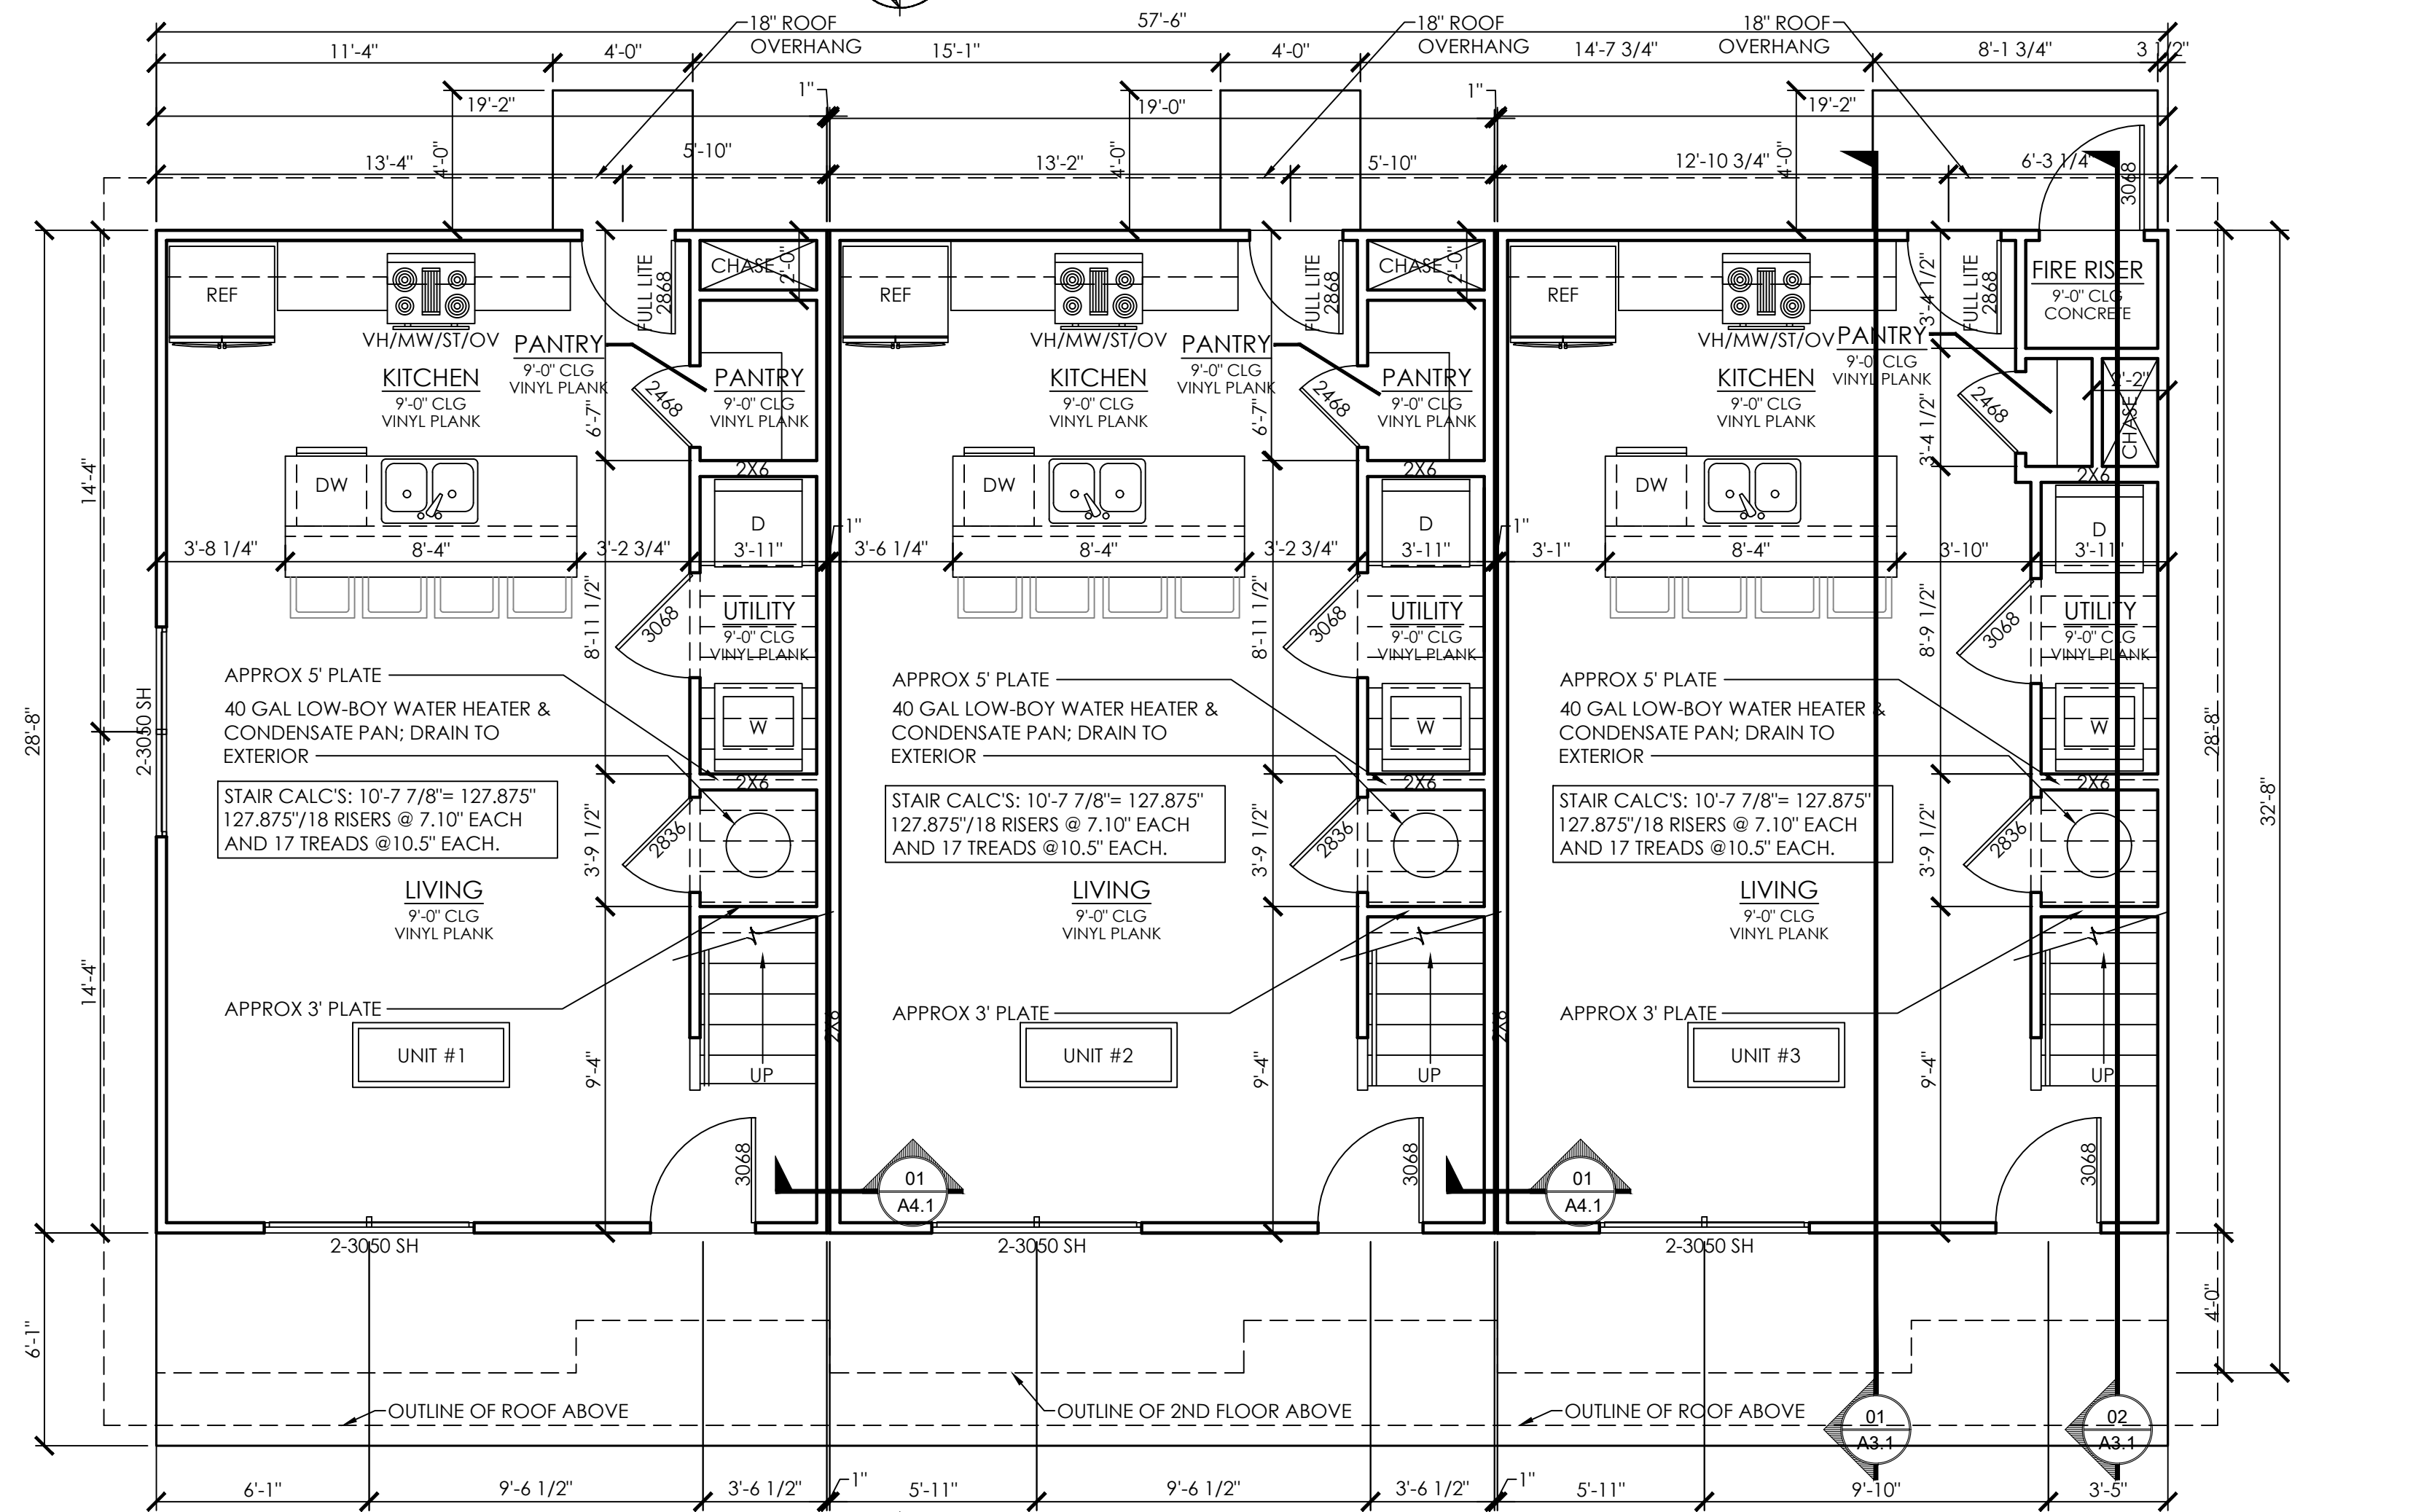 57'-6"
18" ROOF
OVERHANG
18" ROOF
OVERHANG
18" ROOF
OVERHANG
11'-4"
4'-0"
15'-1"
4'-0"
14'-7 3/4"
8'-1 3/4"
3 1/2"
19'-2"
1"
19'-0"
1"
19'-2"
13'-4"
4'-0"
5'-10"
13'-2"
4'-0"
5'-10"
12'-10 3/4"
4'-0"
6'-3 1/4"
3068
REF
VH/MW/ST/OV
FULL LITE
2868
CHASE
2'-0"
REF
VH/MW/ST/OV
FULL LITE
2868
CHASE
2'-0"
REF
VH/MW/ST/OV
3'-4 1/2"
FULL LITE
2868
FIRE RISER
9'-0" CLG
CONCRETE
KITCHEN
9'-0" CLG
VINYL PLANK
PANTRY
9'-0" CLG
VINYL PLANK
2468
PANTRY
9'-0" CLG
VINYL PLANK
6'-7"
KITCHEN
9'-0" CLG
VINYL PLANK
PANTRY
9'-0" CLG
VINYL PLANK
2468
PANTRY
9'-0" CLG
VINYL PLANK
6'-7"
KITCHEN
9'-0" CLG
VINYL PLANK
PANTRY
9'-0" CLG
VINYL PLANK
2468
3'-4 1/2"
2'-2"
CHASE
2X6
2X6
2X6
14'-4"
DW
D
DW
D
DW
D
3'-8 1/4"
8'-4"
3'-2 3/4"
3'-11"
1"
3'-6 1/4"
8'-4"
3'-2 3/4"
3'-11"
1"
3'-1"
8'-4"
3'-10"
3'-11"
8'-11 1/2"
3068
UTILITY
9'-0" CLG
VINYL PLANK
8'-11 1/2"
3068
UTILITY
9'-0" CLG
VINYL PLANK
8'-9 1/2"
3068
UTILITY
9'-0" CLG
VINYL PLANK
28'-8"
2-3050 SH
28'-8"
32'-8"
APPROX 5' PLATE
40 GAL LOW-BOY WATER HEATER &
CONDENSATE PAN; DRAIN TO
EXTERIOR
W
2X6
APPROX 5' PLATE
40 GAL LOW-BOY WATER HEATER &
CONDENSATE PAN; DRAIN TO
EXTERIOR
W
2X6
APPROX 5' PLATE
40 GAL LOW-BOY WATER HEATER &
CONDENSATE PAN; DRAIN TO
EXTERIOR
W
2X6
STAIR CALC'S: 10'-7 7/8"= 127.875"
127.875"/18 RISERS @ 7.10" EACH
AND 17 TREADS @10.5" EACH.
3'-9 1/2"
2836
STAIR CALC'S: 10'-7 7/8"= 127.875"
127.875"/18 RISERS @ 7.10" EACH
AND 17 TREADS @10.5" EACH.
3'-9 1/2"
2836
STAIR CALC'S: 10'-7 7/8"= 127.875"
127.875"/18 RISERS @ 7.10" EACH
AND 17 TREADS @10.5" EACH.
3'-9 1/2"
2836
LIVING
9'-0" CLG
VINYL PLANK
LIVING
9'-0" CLG
VINYL PLANK
LIVING
9'-0" CLG
VINYL PLANK
14'-4"
APPROX 3' PLATE
UNIT #1
9'-4"
UP
2X6
APPROX 3' PLATE
UNIT #2
9'-4"
UP
2X6
APPROX 3' PLATE
UNIT #3
9'-4"
UP
3068
01
A4.1
3068
01
A4.1
3068
2-3050 SH
2-3050 SH
2-3050 SH
6'-1"
4'-0"
OUTLINE OF ROOF ABOVE
OUTLINE OF 2ND FLOOR ABOVE
OUTLINE OF ROOF ABOVE
01
A3.1
02
A3.1
6'-1"
9'-6 1/2"
3'-6 1/2"
1"
5'-11"
9'-6 1/2"
3'-6 1/2"
1"
5'-11"
9'-10"
3'-5"